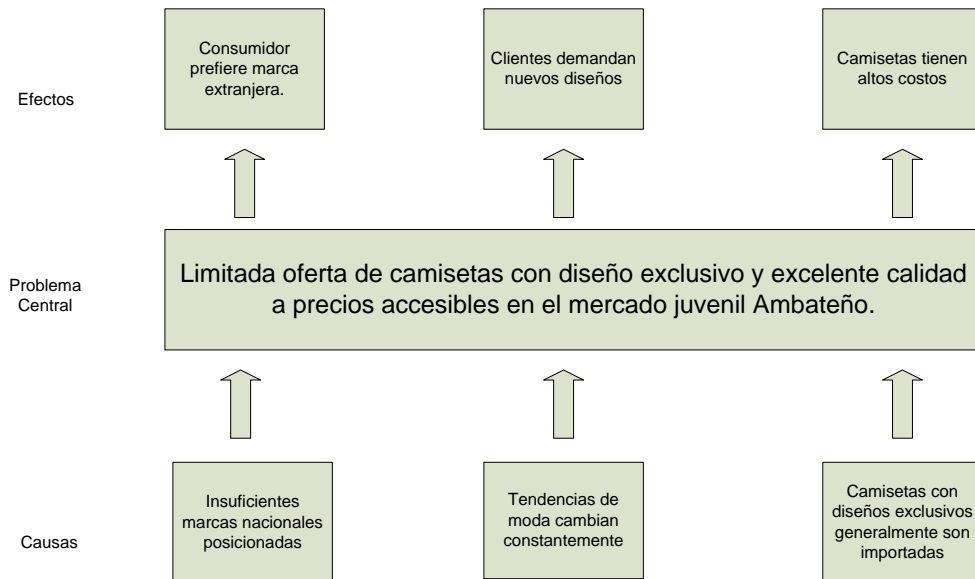 Efectos
Consumidor
prefiere marca
extranjera.
Clientes demandan
nuevos diseños
Camisetas tienen
altos costos
Problema
Central
Limitada oferta de camisetas con diseño exclusivo y excelente calidad
a precios accesibles en el mercado juvenil Ambateño.
Causas
Insuficientes
marcas nacionales
posicionadas
Tendencias de
moda cambian
constantemente
Camisetas con
diseños exclusivos
generalmente son
importadas